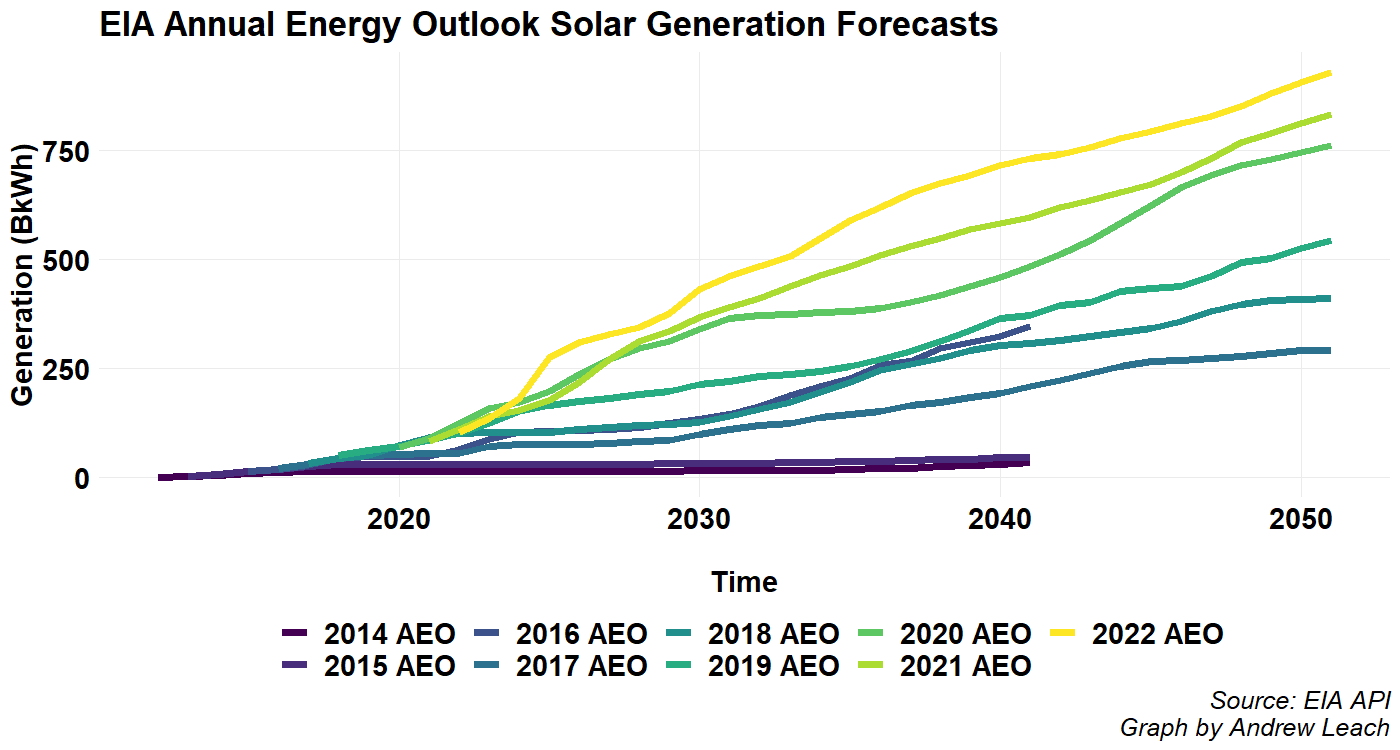 EIA Annual Energy Outlook Solar Generation Forecasts
Generation (BkWh)
750
500
250
0
2020 2030 2040 2050
Time
2014 AEO 2016 AEO 2018 AEO 2020 AEO 2022 AEO
2015 AEO 2017 AEO 2019 AEO 2021 AEO
Source: EIA API
Graph by Andrew Leach